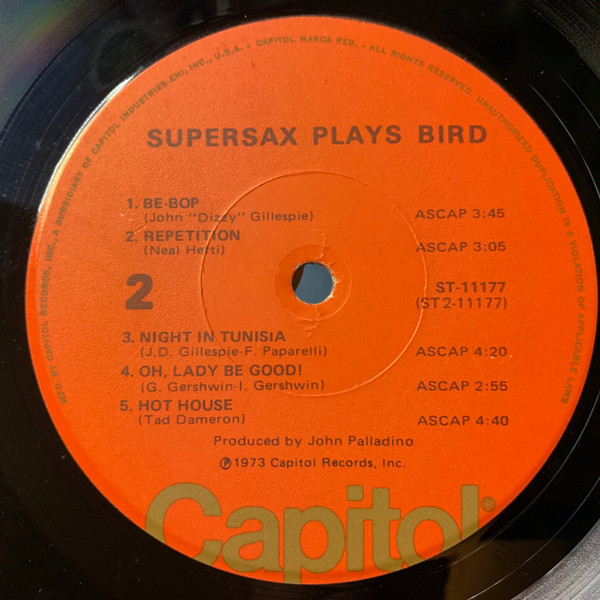 MFD. BY CAPITOL RECORDS, INC., A SUBSIDIARY OF CAPITOL INDUSTRIES-EMI, INC., U.S.A. • CAPITOL MARCA REG. • ALL RIGHTS RESERVED. UNAUTHORIZED DUPLICATION IS A VIOLATION OF APPLICABLE LAWS
SUPERSAX PLAYS BIRD
1. BE-BOP
(John "Dizzy" Gillespie) ASCAP 3:45
2. REPETITION
(Neal Hefti) ASCAP 3:05
2 ST-11177
(ST2-11177)
3. NIGHT IN TUNISIA
(J.D. Gillespie-F. Paparelli) ASCAP 4:20
4. OH, LADY BE GOOD!
(G. Gershwin-I. Gershwin) ASCAP 2:55
5. HOT HOUSE
(Tad Dameron) ASCAP 4:40
Produced by John Palladino
℗ 1973 Capitol Records, Inc.
Capitol®